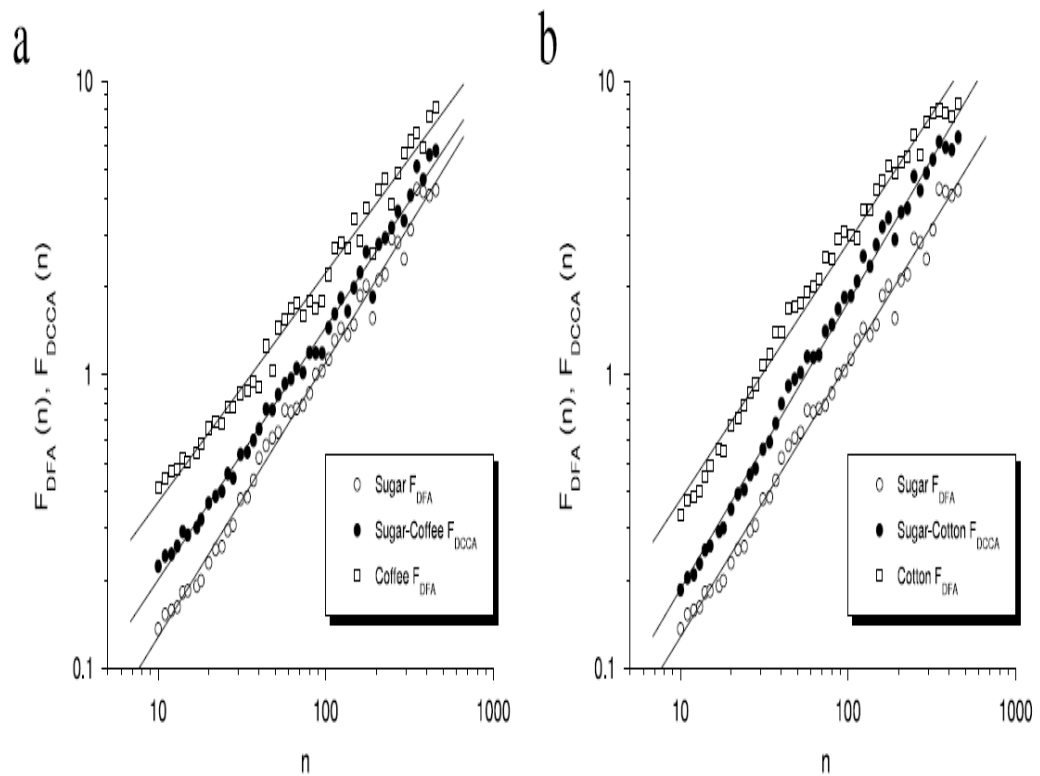 a
10
1
0.1
F_DFA (n), F_DCCA (n)
Sugar F_DFA
Sugar-Coffee F_DCCA
Coffee F_DFA
10
100
1000
n
b
10
1
0.1
F_DFA (n), F_DCCA (n)
Sugar F_DFA
Sugar-Cotton F_DCCA
Cotton F_DFA
10
100
1000
n